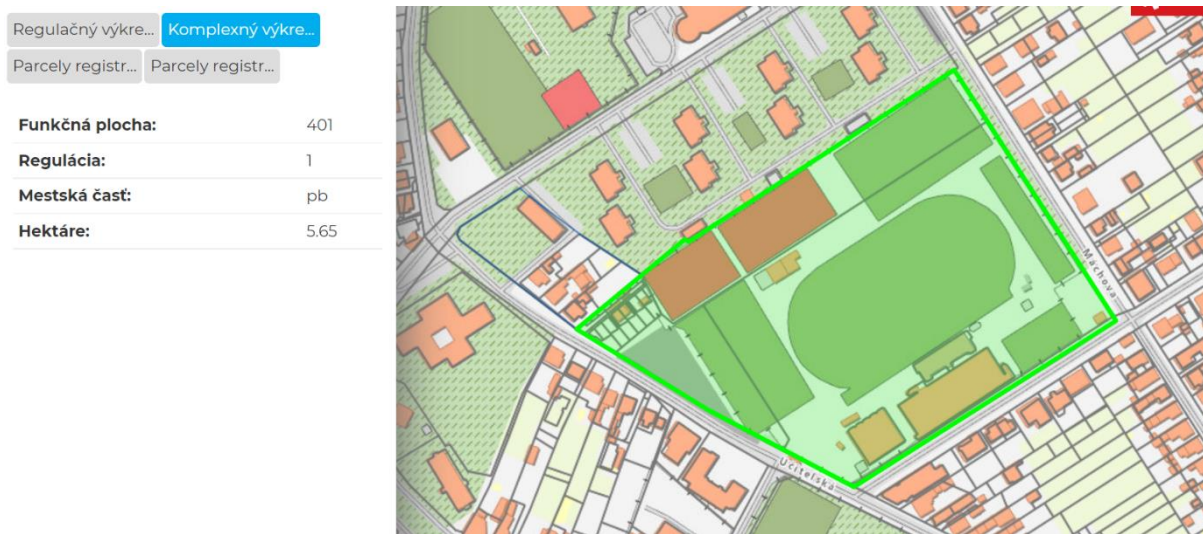 Regulačný výkre... Komplexný výkre...
Parcely registr... Parcely registr...
Funkčná plocha: 401
Regulácia: 1
Mestská časť: pb
Hektáre: 5.65
Máchova
Učiteľská